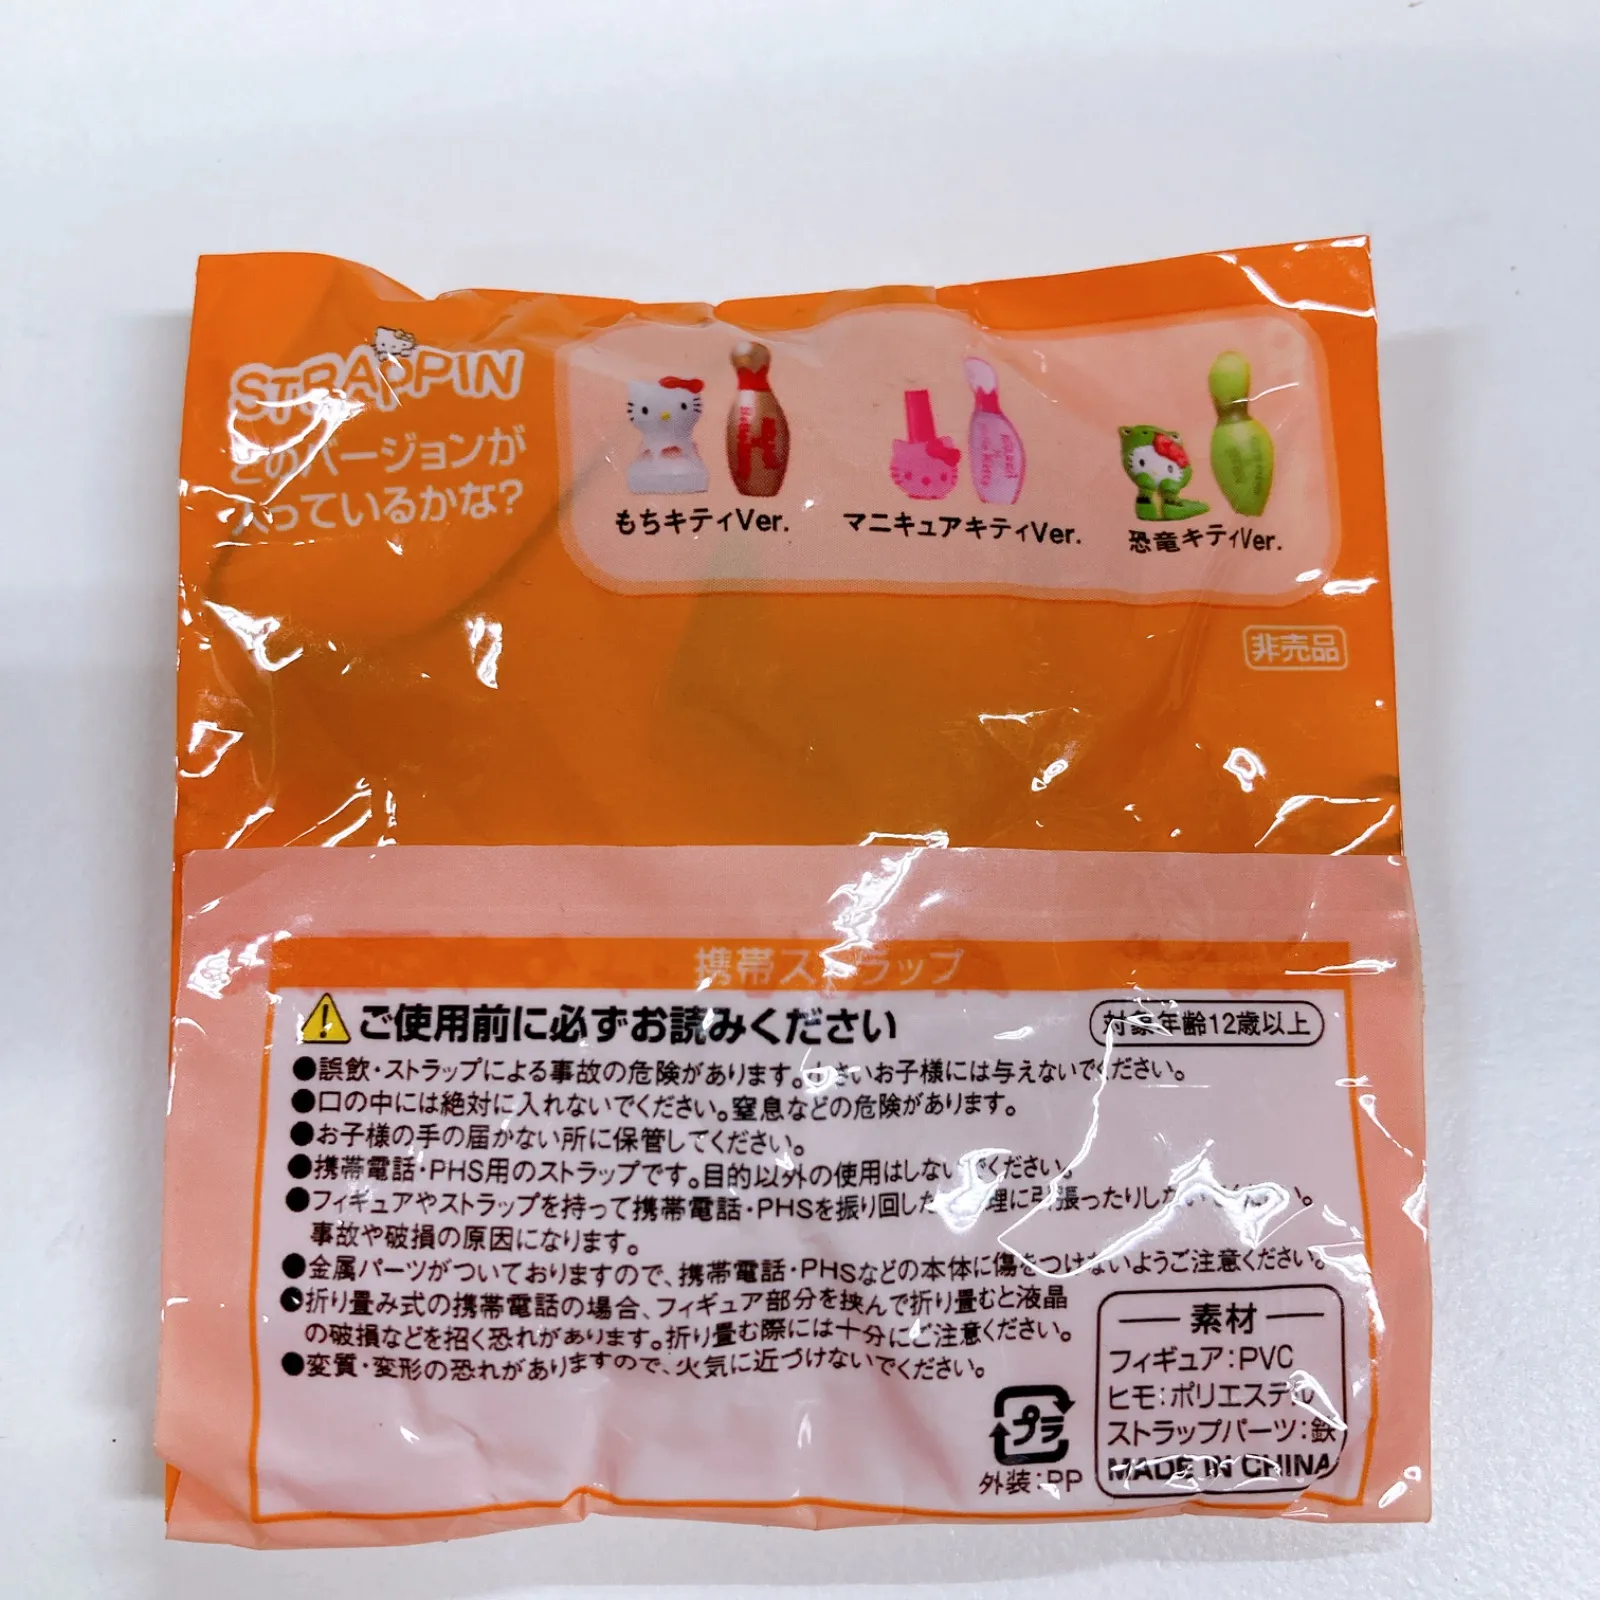 STRAPPIN
どのバージョンが
入っているかな?
もちキティVer.
マニキュアキティVer.
恐竜キティVer.
非売品
携帯ストラップ
ご使用前に必ずお読みください
対象年齢12歳以上
●誤飲・ストラップによる事故の危険があります。小さいお子様には与えないでください。
●口の中には絶対に入れないでください。窒息などの危険があります。
●お子様の手の届かない所に保管してください。
●携帯電話・PHS用のストラップです。目的以外の使用はしないでください。
●フィギュアやストラップを持って携帯電話・PHSを振り回した 理に引張ったりしないでください。
事故や破損の原因になります。
●金属パーツがついておりますので、携帯電話・PHSなどの本体に傷をつけないようご注意ください。
●折り畳み式の携帯電話の場合、フィギュア部分を挟んで折り畳むと液晶
の破損などを招く恐れがあります。折り畳む際には十分にご注意ください。
●変質・変形の恐れがありますので、火気に近づけないでください。
プラ
外装:PP
素材
フィギュア:PVC
ヒモ:ポリエステル
ストラップパーツ:鉄
MADE IN CHINA